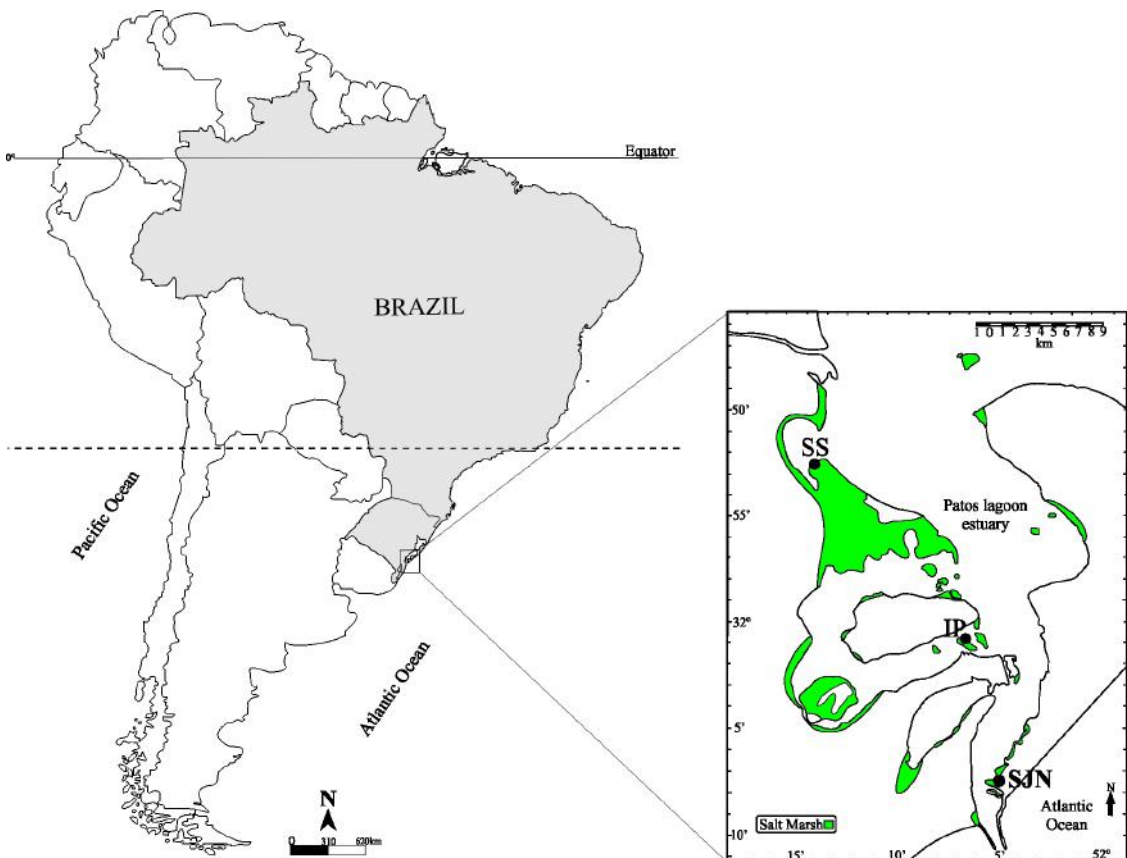 0°
Equator
BRAZIL
Pacific Ocean
Atlantic Ocean
N
0 310 620km
1 0 1 2 3 4 5 6 7 8 9
km
50'
SS
Patos lagoon
estuary
55'
32°
IP
5'
SJN
N
Atlantic
Ocean
Salt Marsh
10'
15'
5'
52°